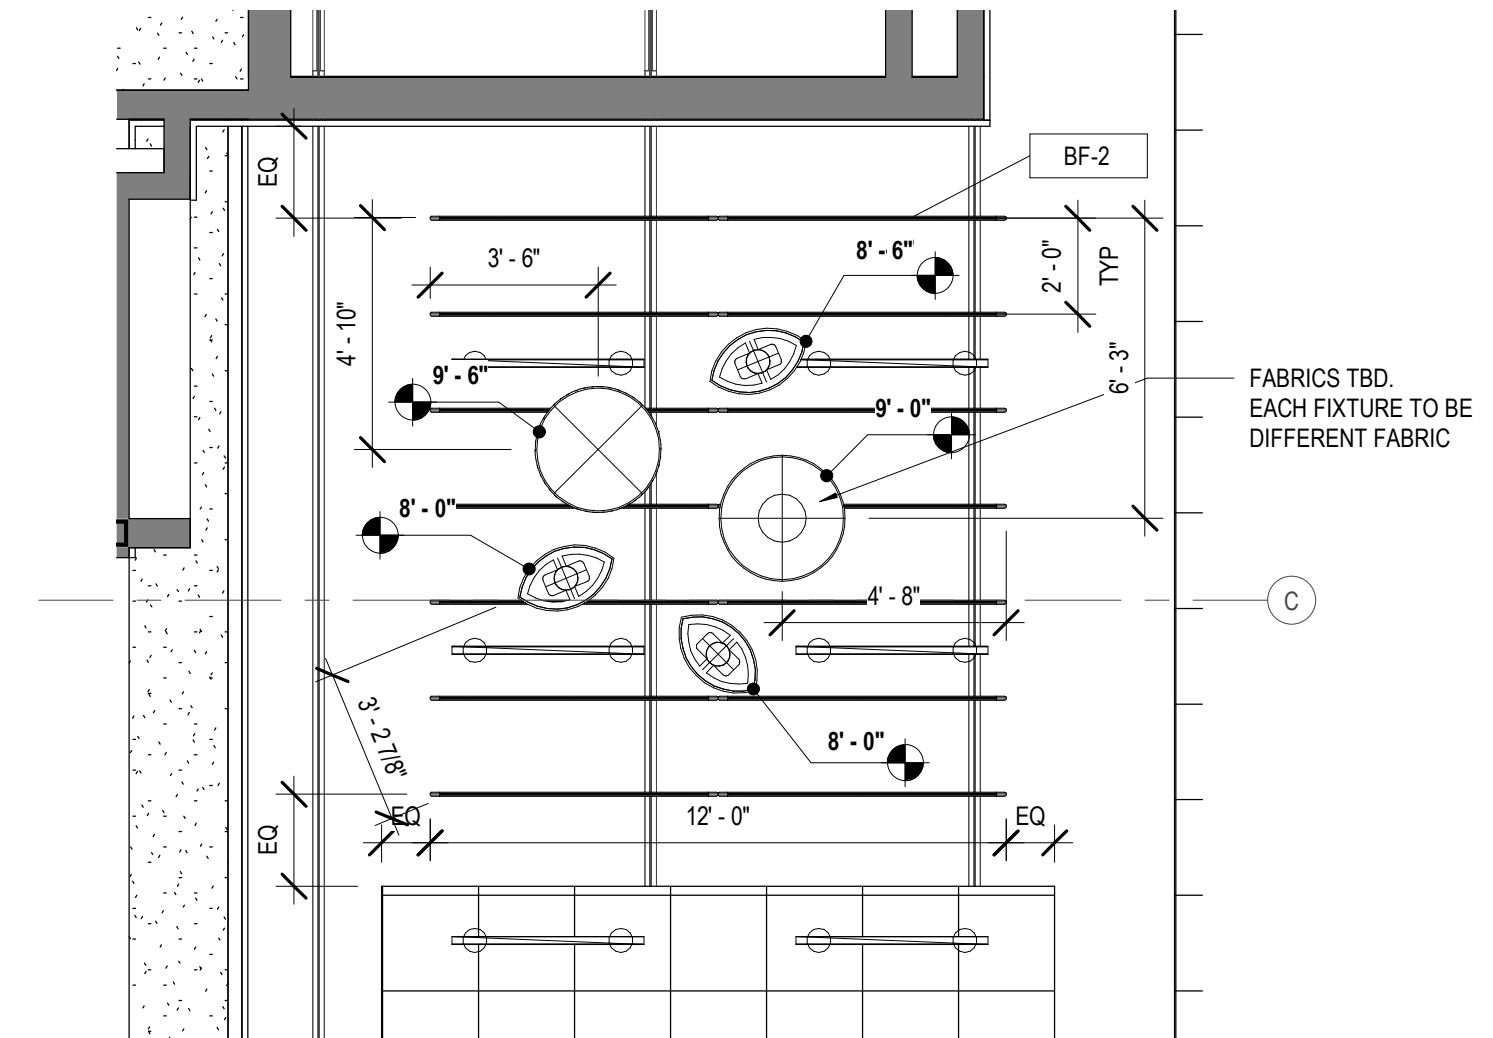 BF-2
EQ
3' - 6"
8' - 6"
2' - 0"
TYP
4' - 10"
9' - 6"
6' - 3"
FABRICS TBD.
EACH FIXTURE TO BE
DIFFERENT FABRIC
9' - 0"
8' - 0"
4' - 8"
C
3' - 2 7/8"
8' - 0"
EQ
EQ
12' - 0"
EQ